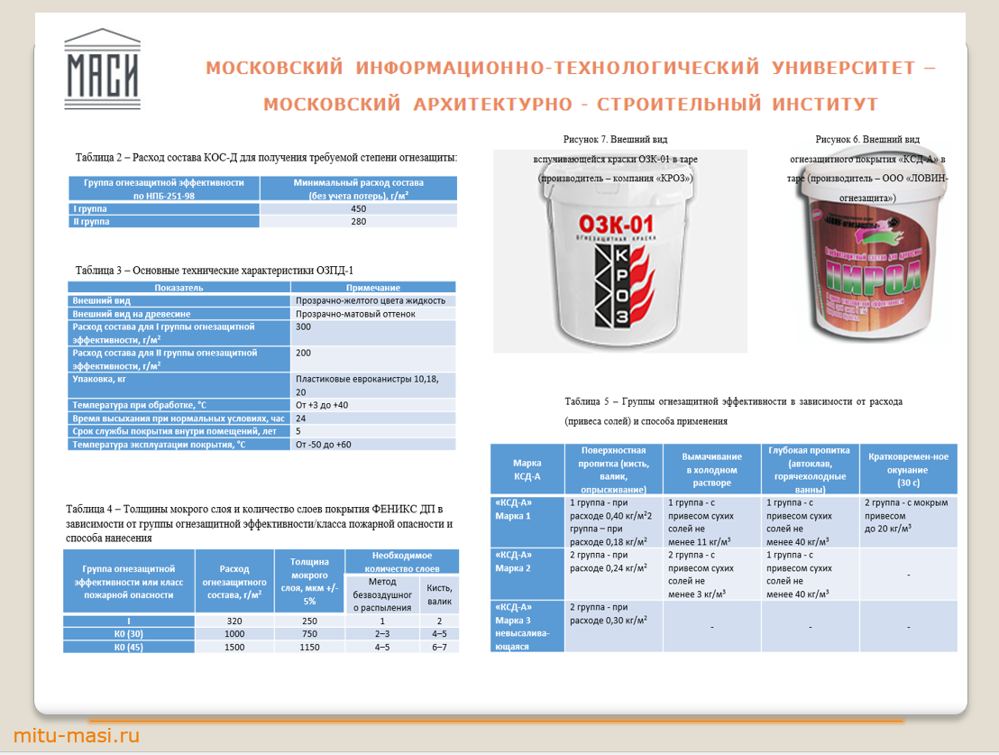 МАСИ
МОСКОВСКИЙ ИНФОРМАЦИОННО-ТЕХНОЛОГИЧЕСКИЙ УНИВЕРСИТЕТ –
МОСКОВСКИЙ АРХИТЕКТУРНО - СТРОИТЕЛЬНЫЙ ИНСТИТУТ
Таблица 2 – Расход состава КОС-Д для получения требуемой степени огнезащиты:
Группа огнезащитной эффективности
по НПБ-251-98
Минимальный расход состава
(без учета потерь), г/м²
I группа 450
II группа 280
Таблица 3 – Основные технические характеристики ОЗПД-1
Показатель Примечание
Внешний вид Прозрачно-желтого цвета жидкость
Внешний вид на древесине Прозрачно-матовый оттенок
Расход состава для I группы огнезащитной
эффективности, г/м²
300
Расход состава для II группы огнезащитной
эффективности, г/м²
200
Упаковка, кг
Пластиковые евроканистры 10,18,
20
Температура при обработке, °С От +3 до +40
Время высыхания при нормальных условиях, час 24
Срок службы покрытия внутри помещений, лет 5
Температура эксплуатации покрытия, °С От -50 до +60
Таблица 4 – Толщины мокрого слоя и количество слоев покрытия ФЕНИКС ДП в
зависимости от группы огнезащитной эффективности/класса пожарной опасности и
способа нанесения
Группа огнезащитной
эффективности или класс
пожарной опасности
Расход
огнезащитного
состава, г/м²
Толщина
мокрого
слоя, мкм +/-
5%
Необходимое
количество слоев
Метод
безвоздушног
о распыления
Кисть,
валик
I 320 250 1 2
К0 (30) 1000 750 2–3 4–5
К0 (45) 1500 1150 4–5 6–7
Рисунок 7. Внешний вид
вспучивающейся краски ОЗК-01 в таре
(производитель – компания «КРОЗ»)
ОЗК-01
ОГНЕЗАЩИТНАЯ КРАСКА
КРОЗ
Рисунок 6. Внешний вид
огнезащитного покрытия «КСД-А» в
таре (производитель – ООО «ЛОВИН-
огнезащита»)
ПИРОЛ
Таблица 5 – Группы огнезащитной эффективности в зависимости от расхода
(привеса солей) и способа применения
Марка
КСД-А
Поверхностная
пропитка (кисть,
валик,
опрыскивание)
Вымачивание
в холодном
растворе
Глубокая пропитка
(автоклав,
горячехолодные
ванны)
Кратковремен-ное
окунание
(30 с)
«КСД-А»
Марка 1
1 группа - при
расходе 0,40 кг/м²2
группа – при
расходе 0,18 кг/м²
1 группа - с
привесом сухих
солей не
менее 11 кг/м³
1 группа - с
привесом сухих
солей не
менее 40 кг/м³
2 группа - с мокрым
привесом
до 20 кг/м³
«КСД-А»
Марка 2
2 группа - при
расходе 0,24 кг/м²
2 группа - с
привесом сухих
солей не
менее 3 кг/м³
1 группа - с
привесом сухих
солей не
менее 40 кг/м³
-
«КСД-А»
Марка 3
невысалива-
ющаяся
2 группа - при
расходе 0,30 кг/м²
-
-
-
mitu-masi.ru